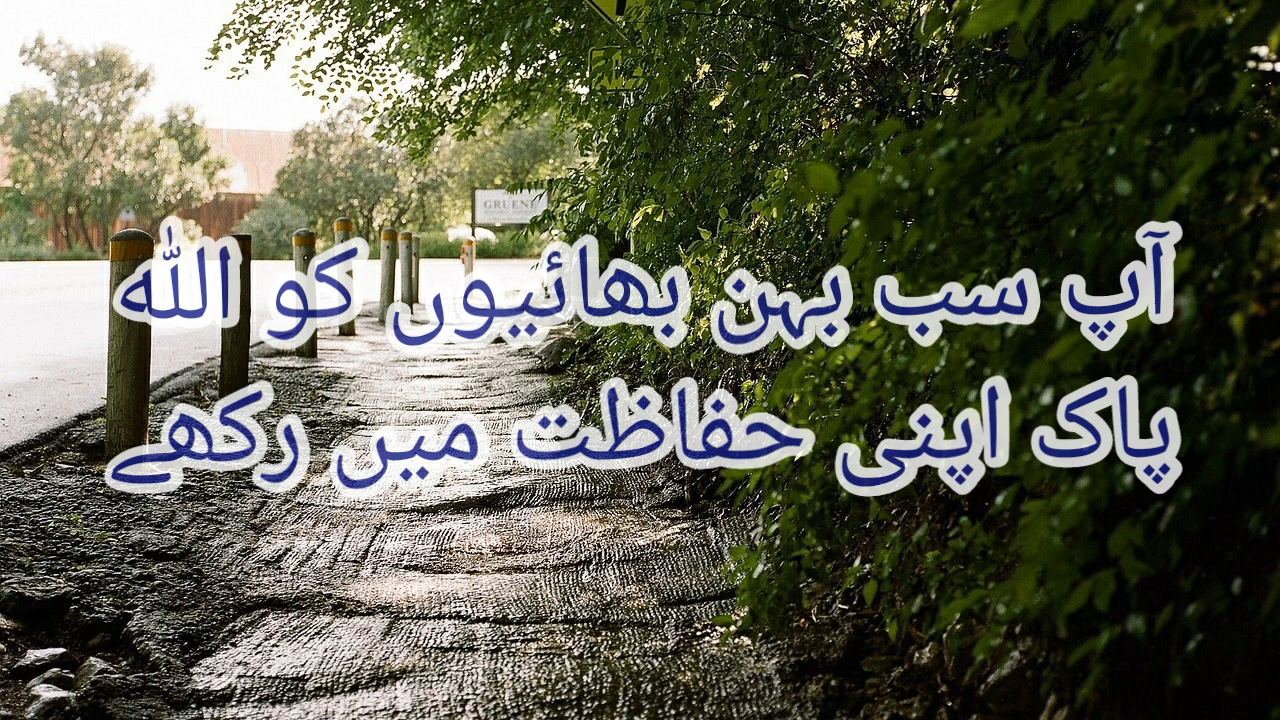 GRUENE
آپ سب بہن بھائیوں کو اللہ
پاک اپنی حفاظت میں رکھے